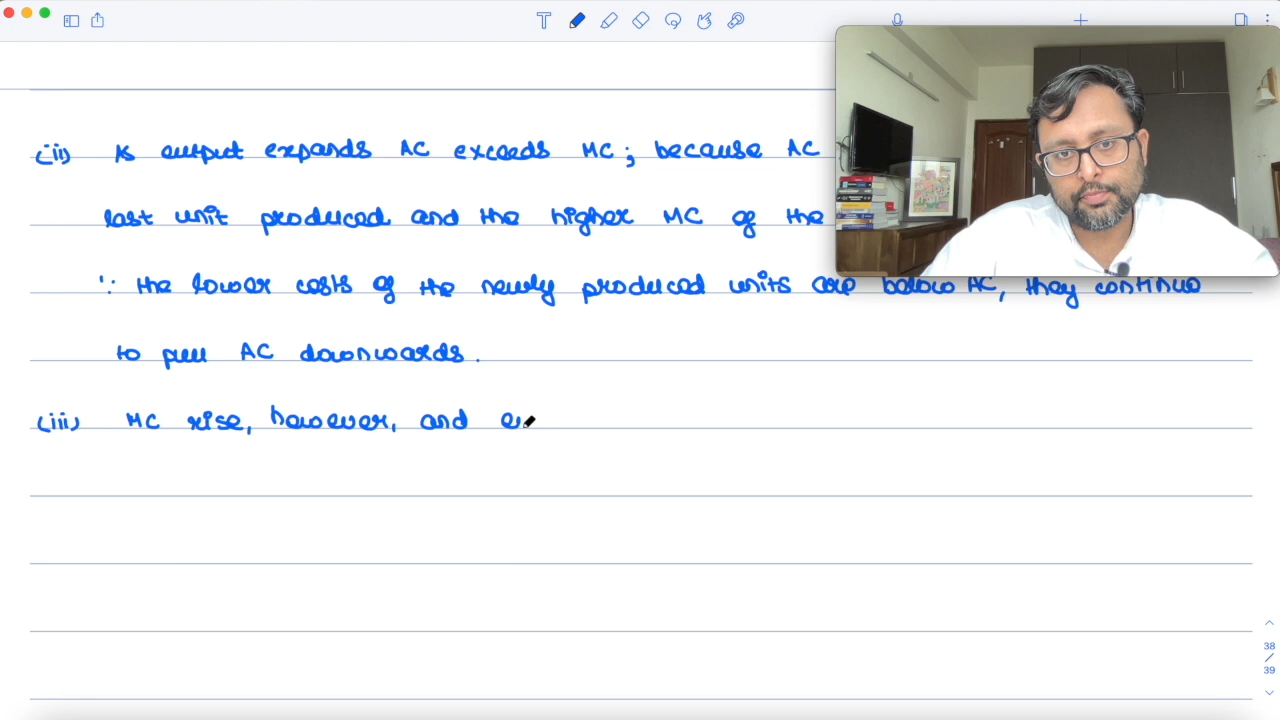 (ii) As output expands AC exceeds MC; because AC
last unit produced and the higher MC of the
∵ the lower costs of the newly produced units are below AC, they continue
to pull AC downwards.
(iii) MC rise, however, and e
38
/
39